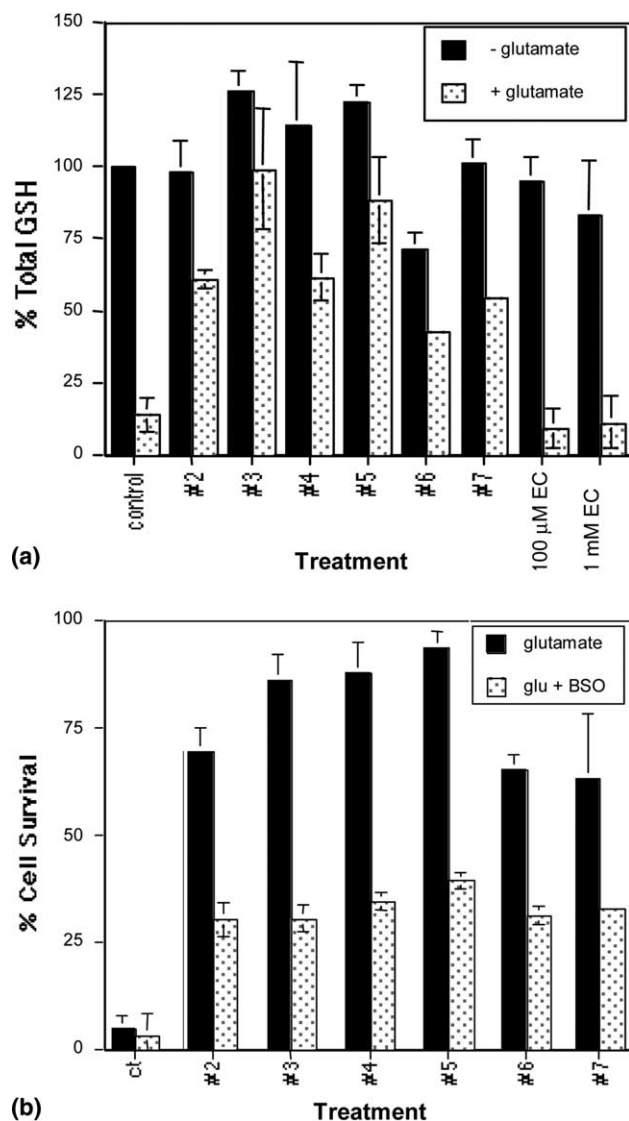 150
125
100
75
50
25
0
% Total GSH
- glutamate
+ glutamate
control
#2
#3
#4
#5
#6
#7
100 µM EC
1 mM EC
(a)
Treatment
100
75
50
25
0
% Cell Survival
glutamate
glu + BSO
ct
#2
#3
#4
#5
#6
#7
(b)
Treatment